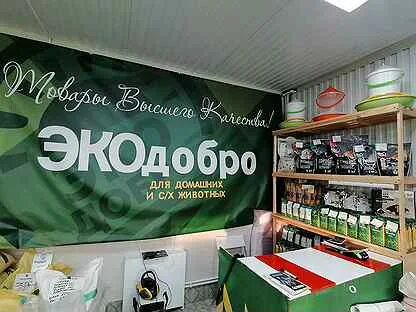 Товары Высшего Качества!
ЭКОдобро
ДЛЯ ДОМАШНИХ
И С/Х ЖИВОТНЫХ